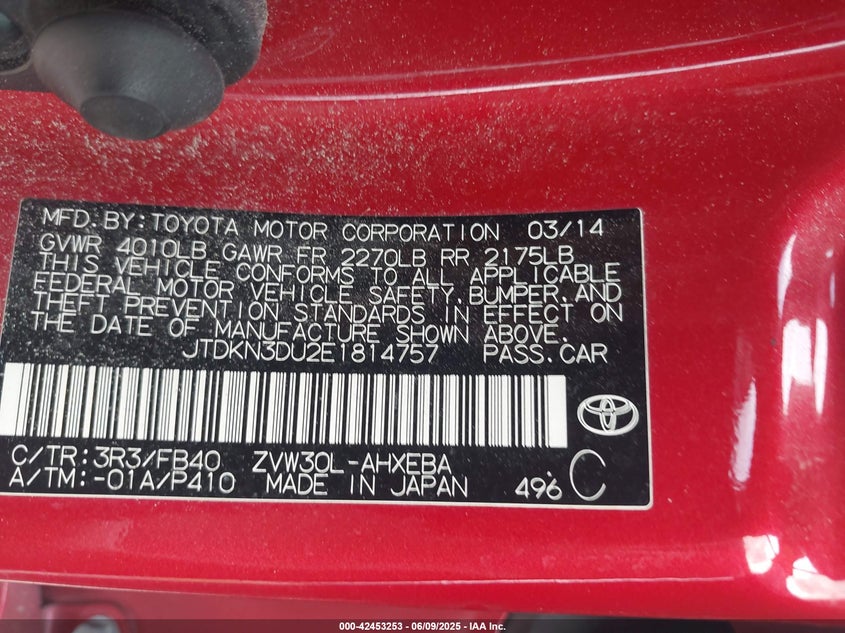 MFD. BY: TOYOTA MOTOR CORPORATION 03/14
GVWR 4010LB GAWR FR 2270LB RR 2175LB
THIS VEHICLE CONFORMS TO ALL APPLICABLE
FEDERAL MOTOR VEHICLE SAFETY, BUMPER, AND
THEFT PREVENTION STANDARDS IN EFFECT ON
THE DATE OF MANUFACTURE SHOWN ABOVE.
JTDKN3DU2E1814757 PASS. CAR
C/TR: 3R3/FB40 ZVW30L-AHXEBA
A/TM: -01A/P410 MADE IN JAPAN 496 C
000-42453253 - 06/09/2025 - IAA Inc.